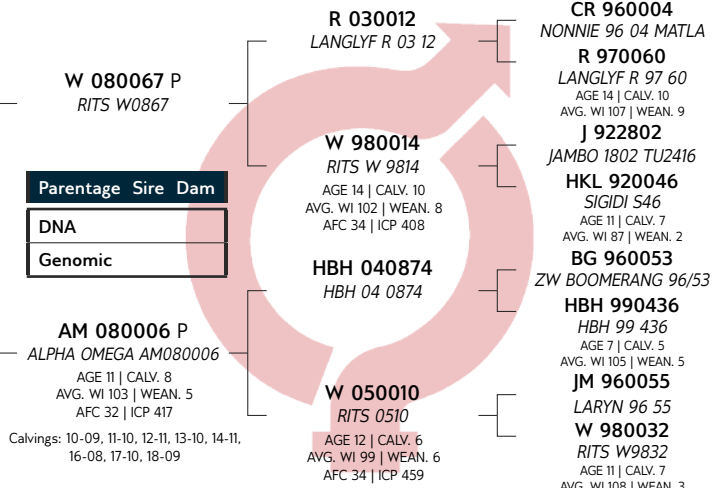 W 080067 P
RITS W0867
Parentage Sire Dam
DNA
Genomic
AM 080006 P
ALPHA OMEGA AM080006
AGE 11 | CALV. 8
AVG. WI 103 | WEAN. 5
AFC 32 | ICP 417
Calvings: 10-09, 11-10, 12-11, 13-10, 14-11,
16-08, 17-10, 18-09
R 030012
LANGLYF R 03 12
W 980014
RITS W 9814
AGE 14 | CALV. 10
AVG. WI 102 | WEAN. 8
AFC 34 | ICP 408
HBH 040874
HBH 04 0874
W 050010
RITS 0510
AGE 12 | CALV. 6
AVG. WI 99 | WEAN. 6
AFC 34 | ICP 459
CR 960004
NONNIE 96 04 MATLA
R 970060
LANGLYF R 97 60
AGE 14 | CALV. 10
AVG. WI 107 | WEAN. 9
J 922802
JAMBO 1802 TU2416
HKL 920046
SIGIDI S46
AGE 11 | CALV. 7
AVG. WI 87 | WEAN. 2
BG 960053
ZW BOOMERANG 96/53
HBH 990436
HBH 99 436
AGE 7 | CALV. 5
AVG. WI 105 | WEAN. 5
JM 960055
LARYN 96 55
W 980032
RITS W9832
AGE 11 | CALV. 7
AVG. WI 108 | WEAN. 3